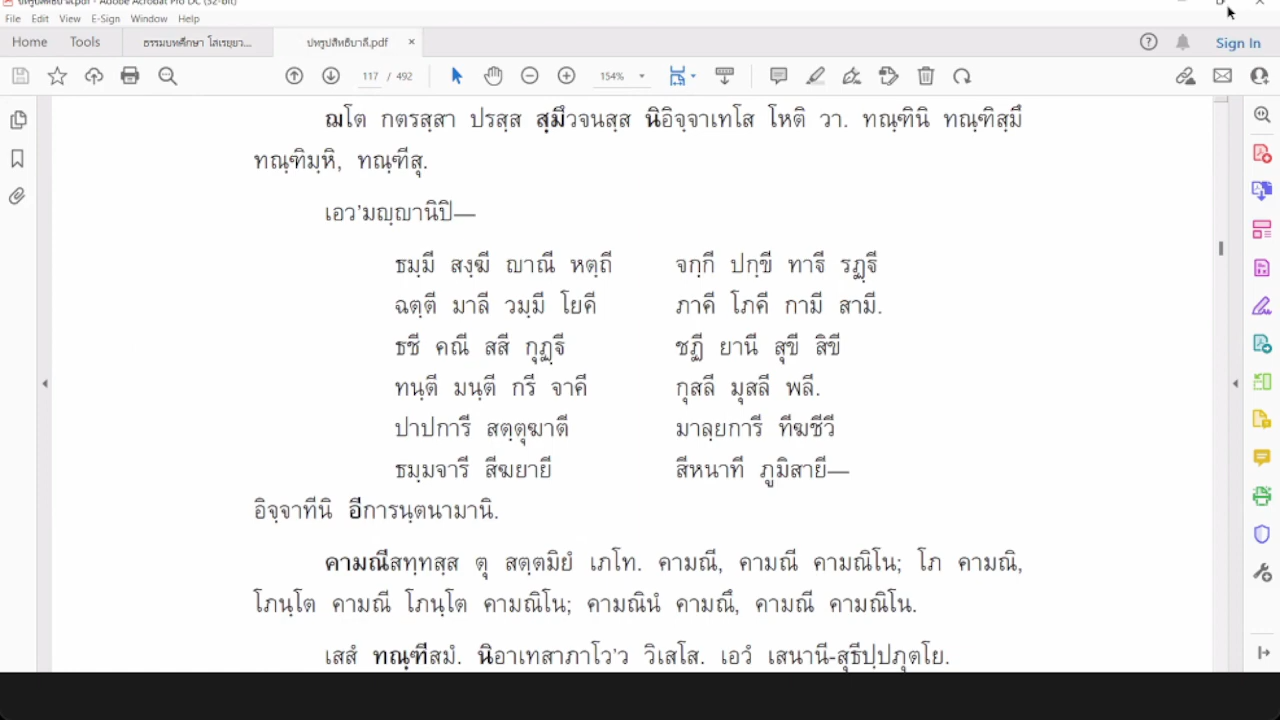 ปทรูปสิทธิบาลี.pdf - Adobe Acrobat Pro DC (32-bit)
File Edit View E-Sign Window Help
Home Tools ธรรมบทศึกษา โสเรยฺยว... ปทรูปสิทธิบาลี.pdf × Sign In
117 / 492 154%
ฌโต กตรสฺสา ปรสฺส สฺมึวจนสฺส นิอิจฺจาเทโส โหติ วา. ทณฺฑินิ ทณฺฑิสฺมึ
ทณฺฑิมฺหิ, ทณฺฑีสุ.
เอว’มญฺญานิปิ—
ธมฺมี สงฺฆี ญาณี หตฺถี จกฺกี ปกฺขี ทาฐี รฏฺฐี
ฉตฺตี มาลี วมฺมี โยคี ภาคี โภคี กามี สามี.
ธชี คณี สสี กุฏฺฐี ชฏี ยานี สุขี สิขี
ทนฺตี มนฺตี กรี จาคี กุสลี มุสลี พลี.
ปาปการี สตฺตุฆาตี มาลฺยการี ทีฆชีวี
ธมฺมจารี สีฆยายี สีหนาที ภูมิสายี—
อิจฺจาทีนิ อีการนฺตนามานิ.
คามณีสทฺทสฺส ตุ สตฺตมิยํ เภโท. คามณี, คามณี คามณิโน; โภ คามณิ,
โภนฺโต คามณี โภนฺโต คามณิโน; คามณินํ คามณึ, คามณี คามณิโน.
เสสํ ทณฺฑีสมํ. นิอาเทสาภาโว’ว วิเสโส. เอวํ เสนานี-สุธีปฺปภุตโย.